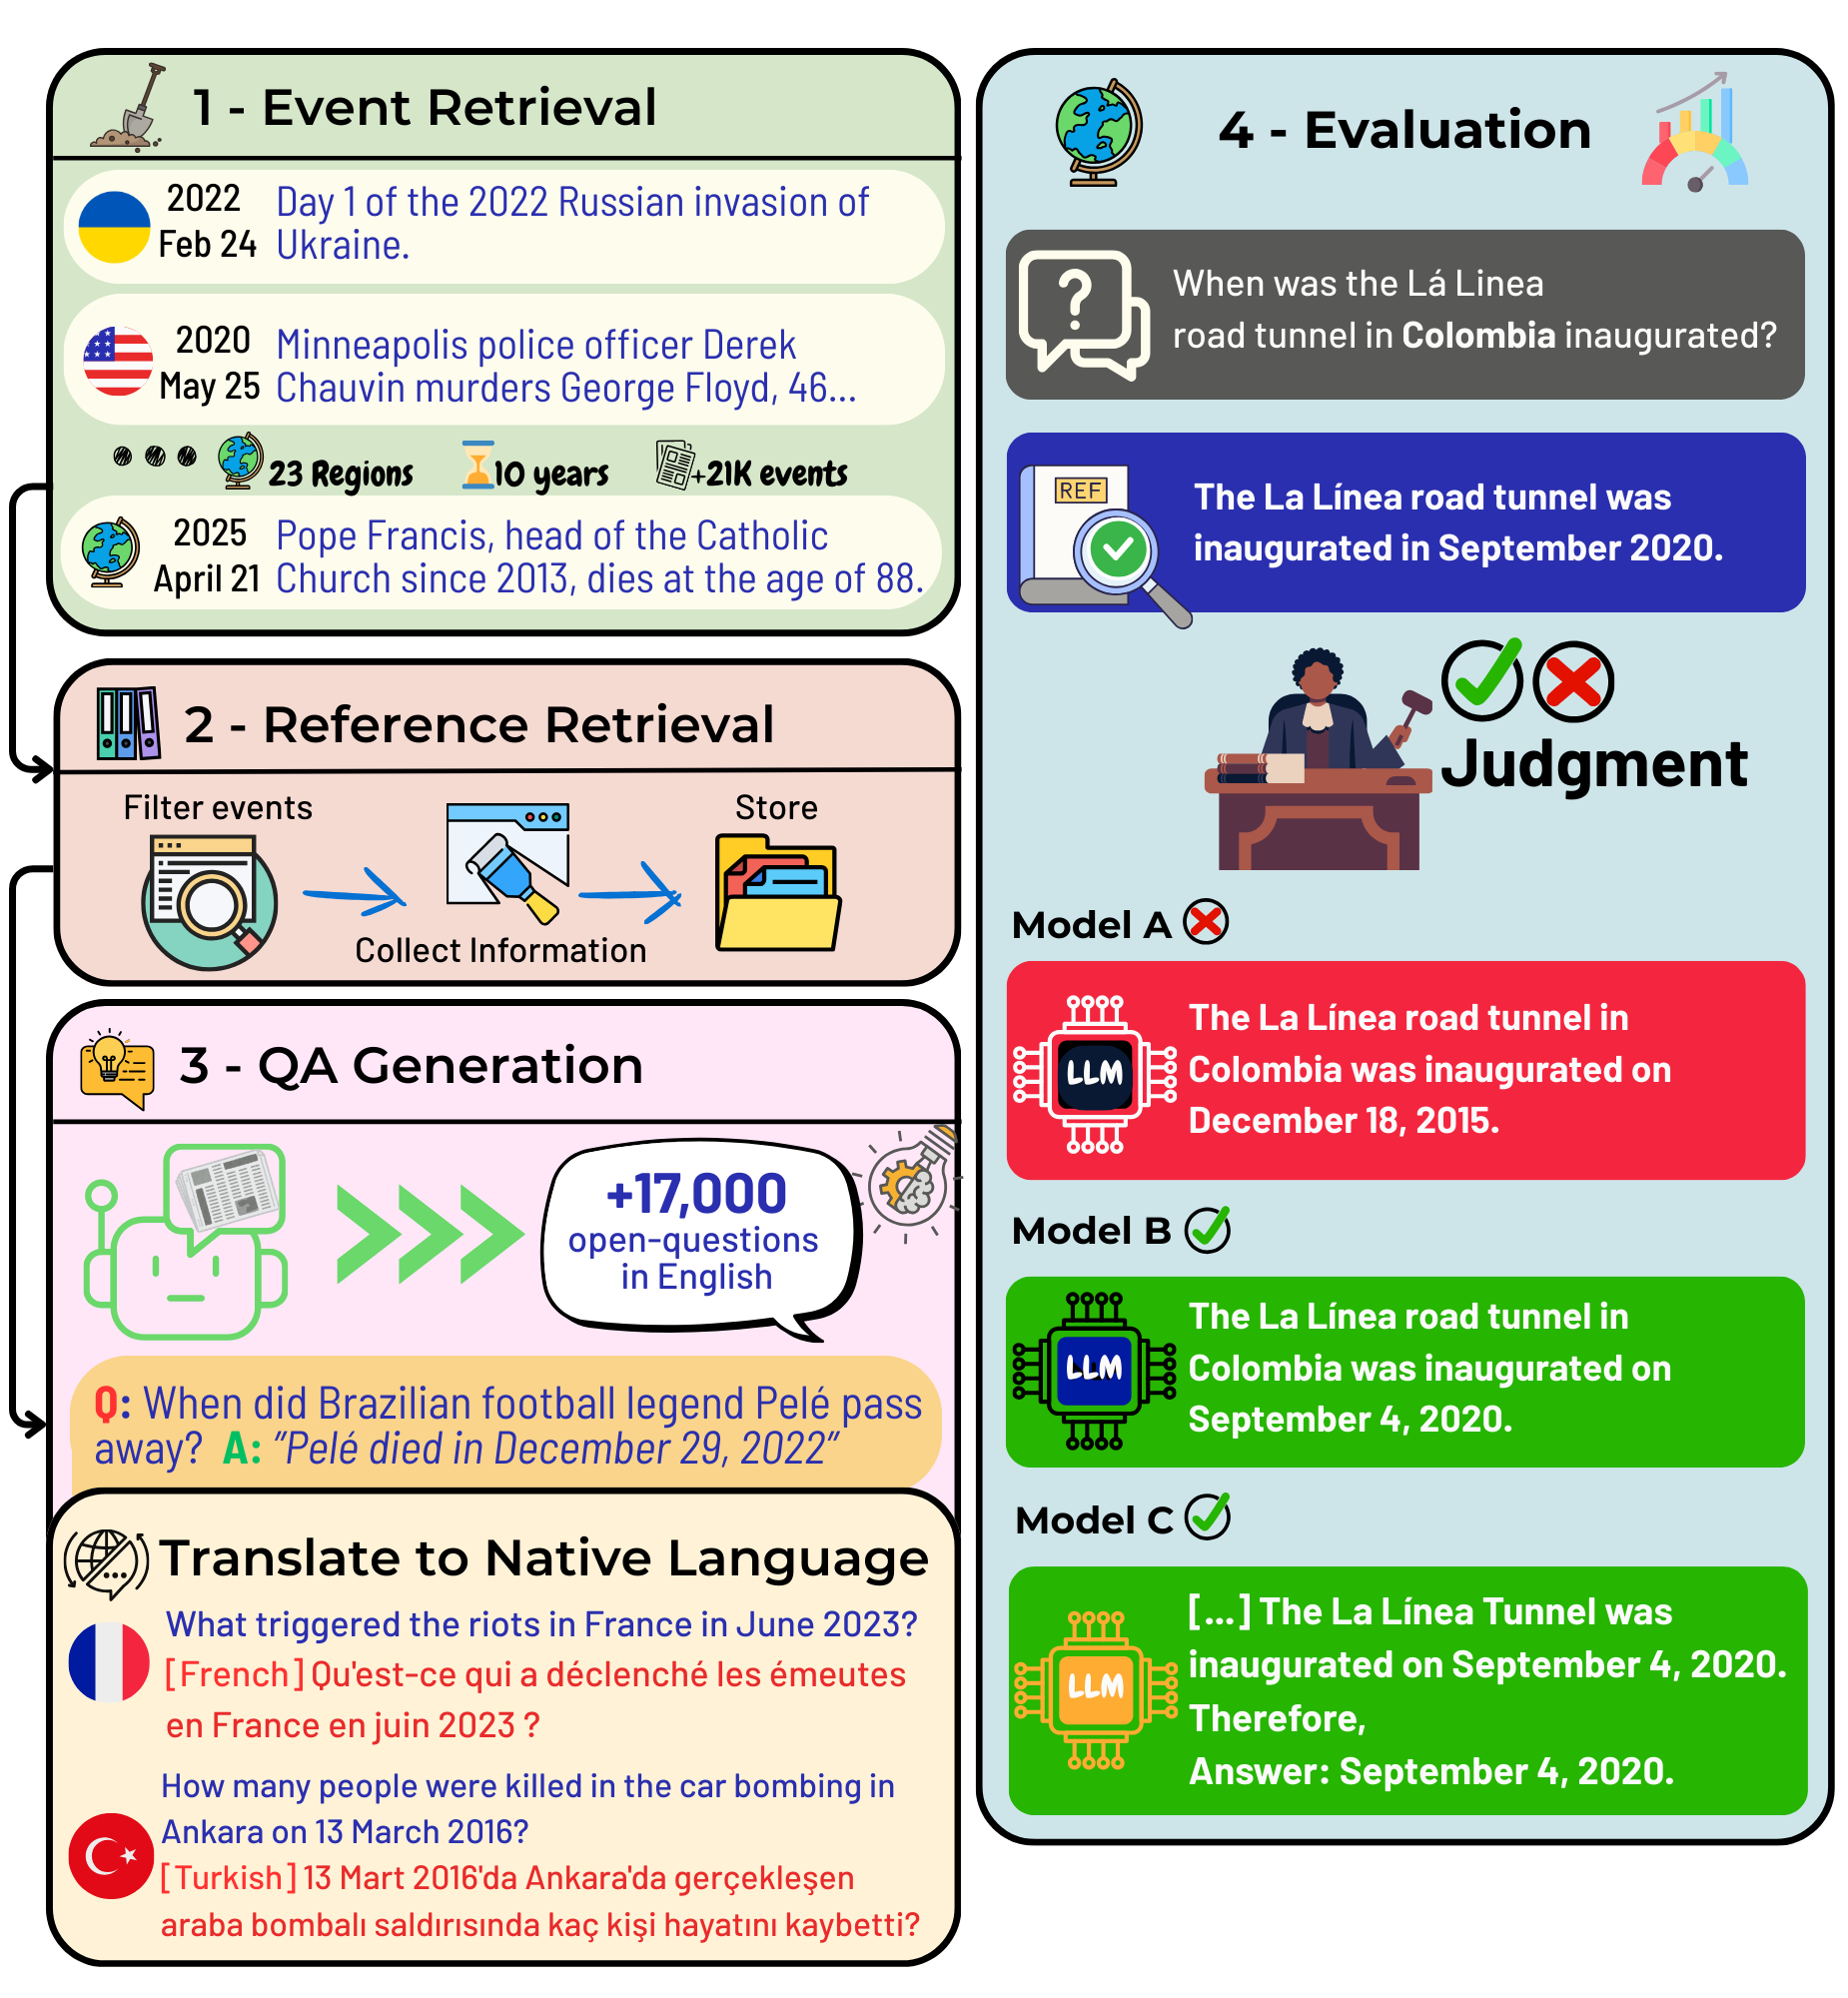 1 - Event Retrieval
2022
Feb 24
Day 1 of the 2022 Russian invasion of
Ukraine.
2020
May 25
Minneapolis police officer Derek
Chauvin murders George Floyd, 46...
23 Regions
10 years
+21K events
2025
April 21
Pope Francis, head of the Catholic
Church since 2013, dies at the age of 88.
2 - Reference Retrieval
Filter events
Collect Information
Store
3 - QA Generation
+17,000
open-questions
in English
Q: When did Brazilian football legend Pelé pass
away? A: "Pelé died in December 29, 2022"
Translate to Native Language
What triggered the riots in France in June 2023?
[French] Qu'est-ce qui a déclenché les émeutes
en France en juin 2023 ?
How many people were killed in the car bombing in
Ankara on 13 March 2016?
[Turkish] 13 Mart 2016'da Ankara'da gerçekleşen
araba bombalı saldırısında kaç kişi hayatını kaybetti?
4 - Evaluation
When was the Lá Linea
road tunnel in Colombia inaugurated?
REF
The La Línea road tunnel was
inaugurated in September 2020.
Judgment
Model A
LLM
The La Línea road tunnel in
Colombia was inaugurated on
December 18, 2015.
Model B
LLM
The La Línea road tunnel in
Colombia was inaugurated on
September 4, 2020.
Model C
LLM
[...] The La Línea Tunnel was
inaugurated on September 4, 2020.
Therefore,
Answer: September 4, 2020.